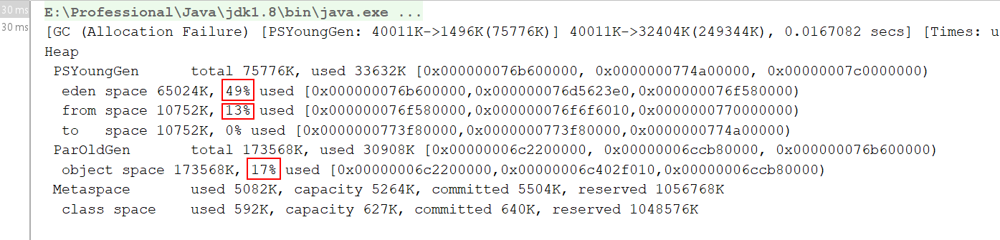 30 ms
E:\Professional\Java\jdk1.8\bin\java.exe ...
30 ms
[GC (Allocation Failure) [PSYoungGen: 40011K->1496K(75776K)] 40011K->32404K(249344K), 0.0167082 secs] [Times: u
Heap
PSYoungGen total 75776K, used 33632K [0x000000076b600000, 0x0000000774a00000, 0x00000007c0000000)
eden space 65024K, 49% used [0x000000076b600000,0x000000076d5623e0,0x000000076f580000)
from space 10752K, 13% used [0x000000076f580000,0x000000076f6f6010,0x0000000770000000)
to space 10752K, 0% used [0x0000000773f80000,0x0000000773f80000,0x0000000774a00000)
ParOldGen total 173568K, used 30908K [0x00000006c2200000, 0x00000006ccb80000, 0x000000076b600000)
object space 173568K, 17% used [0x00000006c2200000,0x00000006c402f010,0x00000006ccb80000)
Metaspace used 5082K, capacity 5264K, committed 5504K, reserved 1056768K
class space used 592K, capacity 627K, committed 640K, reserved 1048576K